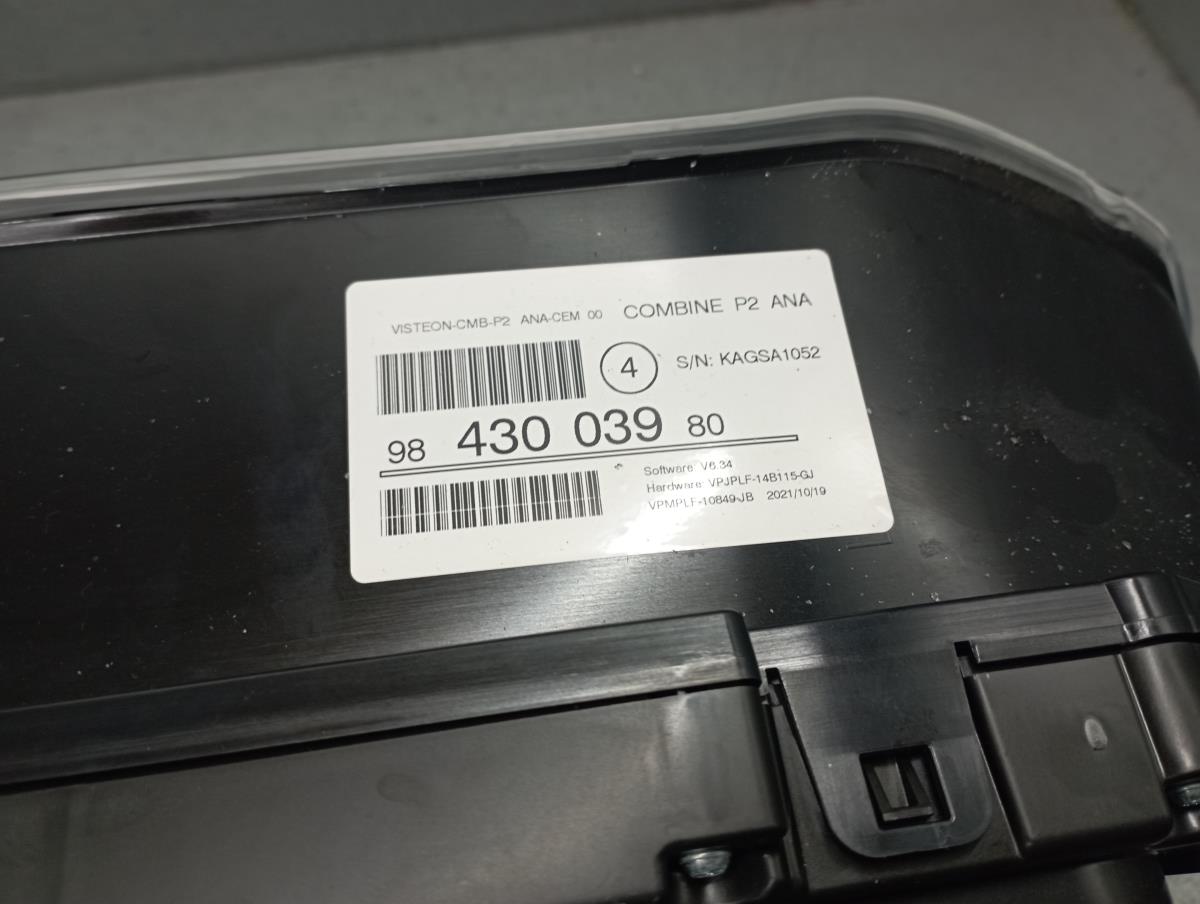 VISTEON-CMB-P2 ANA-CEM 00 COMBINE P2 ANA
4 S/N: KAGSA1052
98 430 039 80
Software: V6.34
Hardware: VPJPLF-14B115-GJ
VPMPLF-10849-JB 2021/10/19